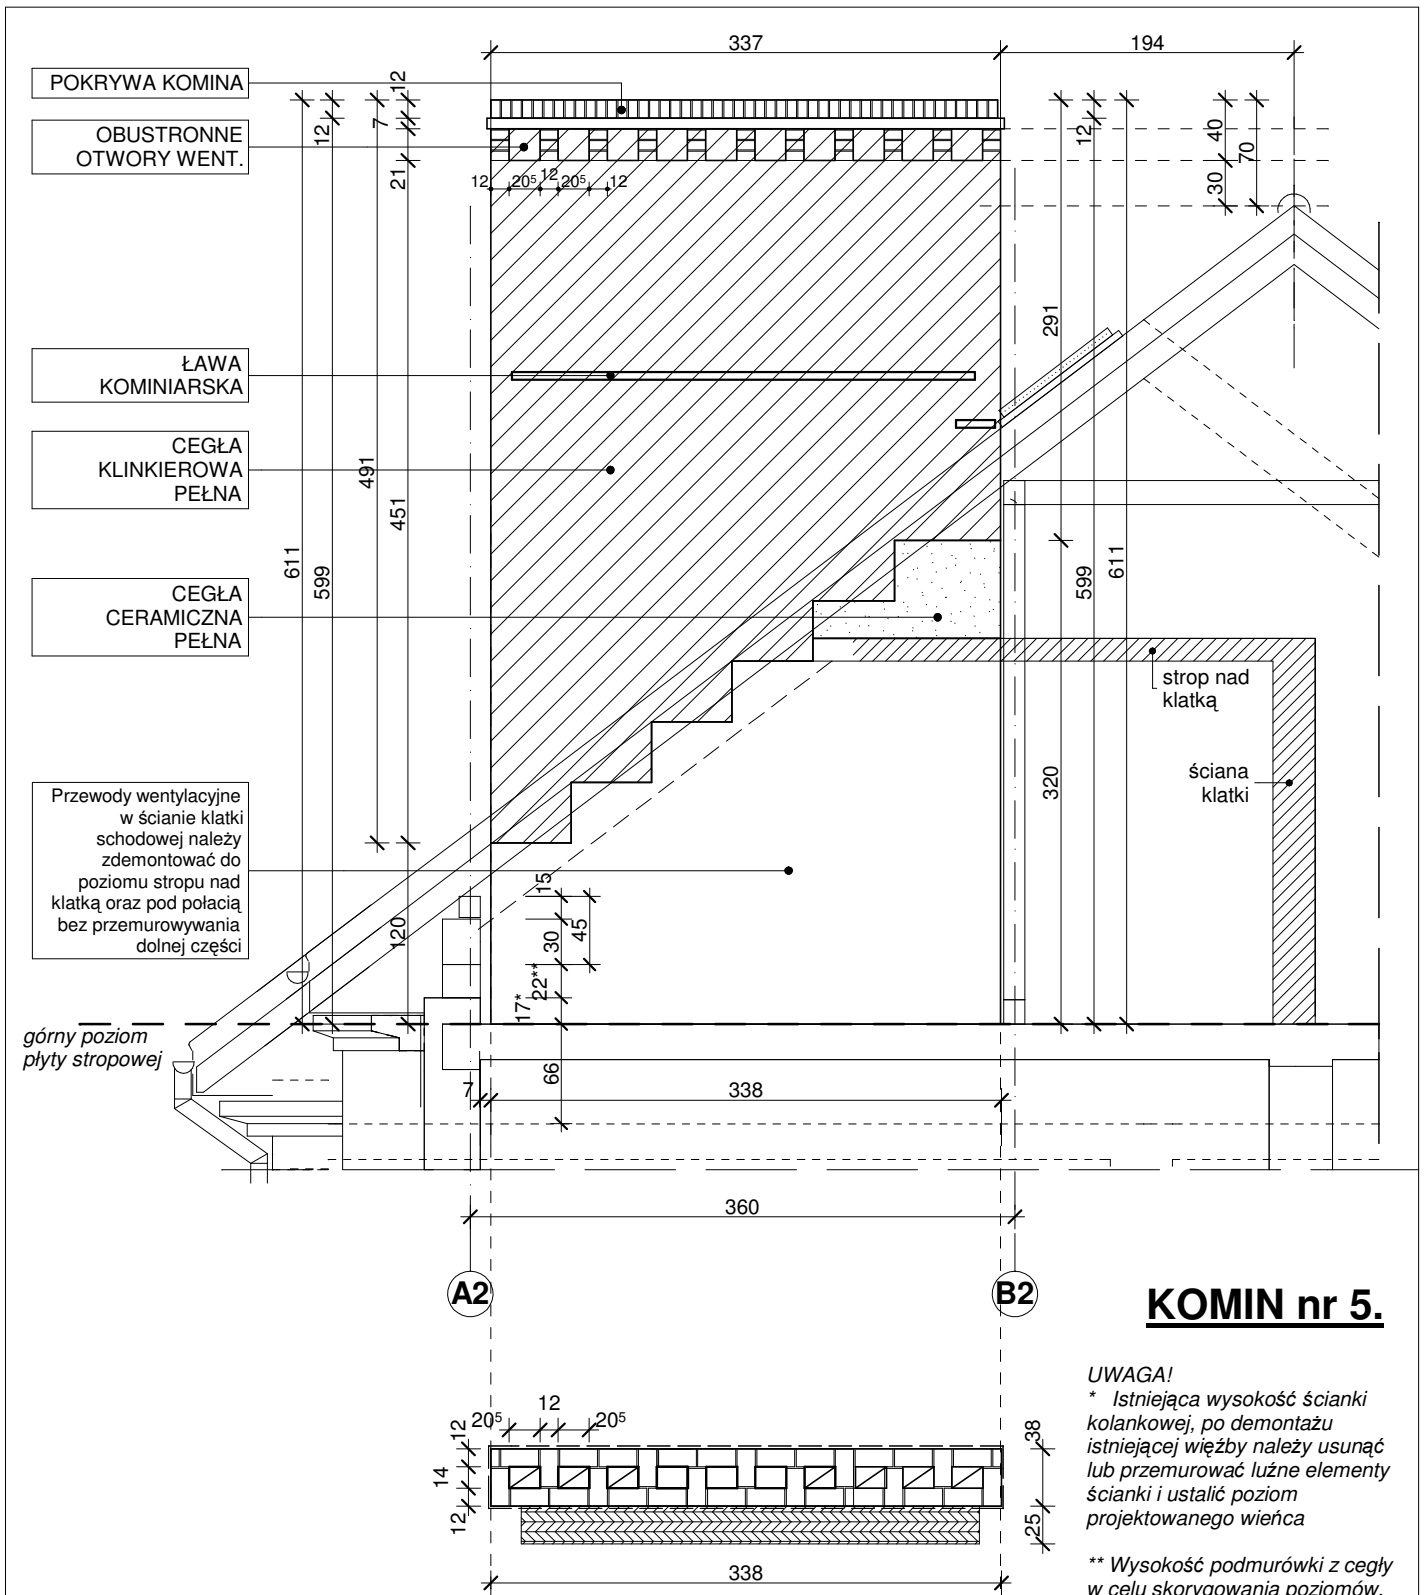 337
194
POKRYWA KOMINA
OBUSTRONNE
OTWORY WENT.
12
12
7
21
12
20⁵
12
20⁵
12
12
40
70
30
ŁAWA
KOMINIARSKA
291
CEGŁA
KLINKIEROWA
PEŁNA
491
451
611
599
599
611
CEGŁA
CERAMICZNA
PEŁNA
strop nad
klatką
ściana
klatki
320
Przewody wentylacyjne
w ścianie klatki
schodowej należy
zdemontować do
poziomu stropu nad
klatką oraz pod połacią
bez przemurowywania
dolnej części
120
15
30
45
22**
17*
górny poziom
płyty stropowej
66
7
338
360
A2
B2
KOMIN nr 5.
UWAGA!
* Istniejąca wysokość ścianki
kolankowej, po demontażu
istniejącej więźby należy usunąć
lub przemurować luźne elementy
ścianki i ustalić poziom
projektowanego wieńca
** Wysokość podmurówki z cegły
w celu skorygowania poziomów,
12
20⁵
20⁵
12
14
12
38
25
338